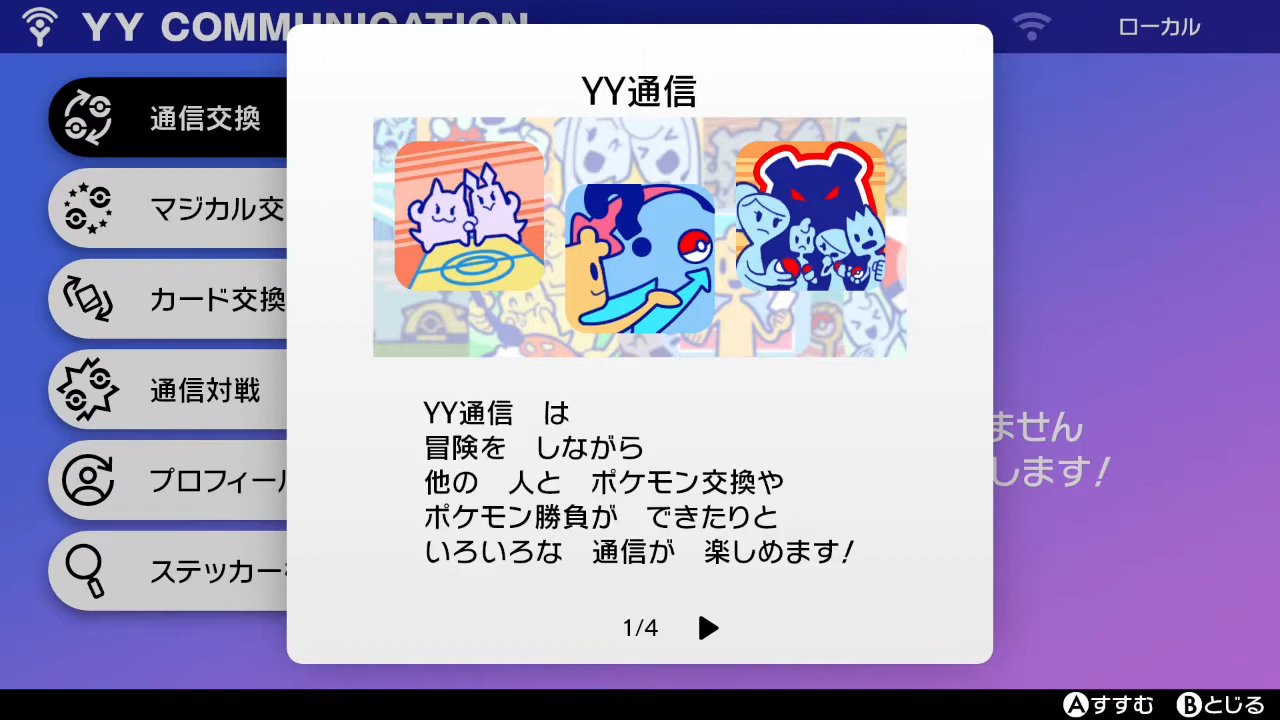 YY COMMUNICATION
ローカル
通信交換
マジカル交
カード交換
通信対戦
プロフィー
ステッカー
YY通信
YY通信 は
冒険を しながら
他の 人と ポケモン交換や
ポケモン勝負が できたりと
いろいろな 通信が 楽しめます!
1/4
ません
します!
Aすすむ Bとじる